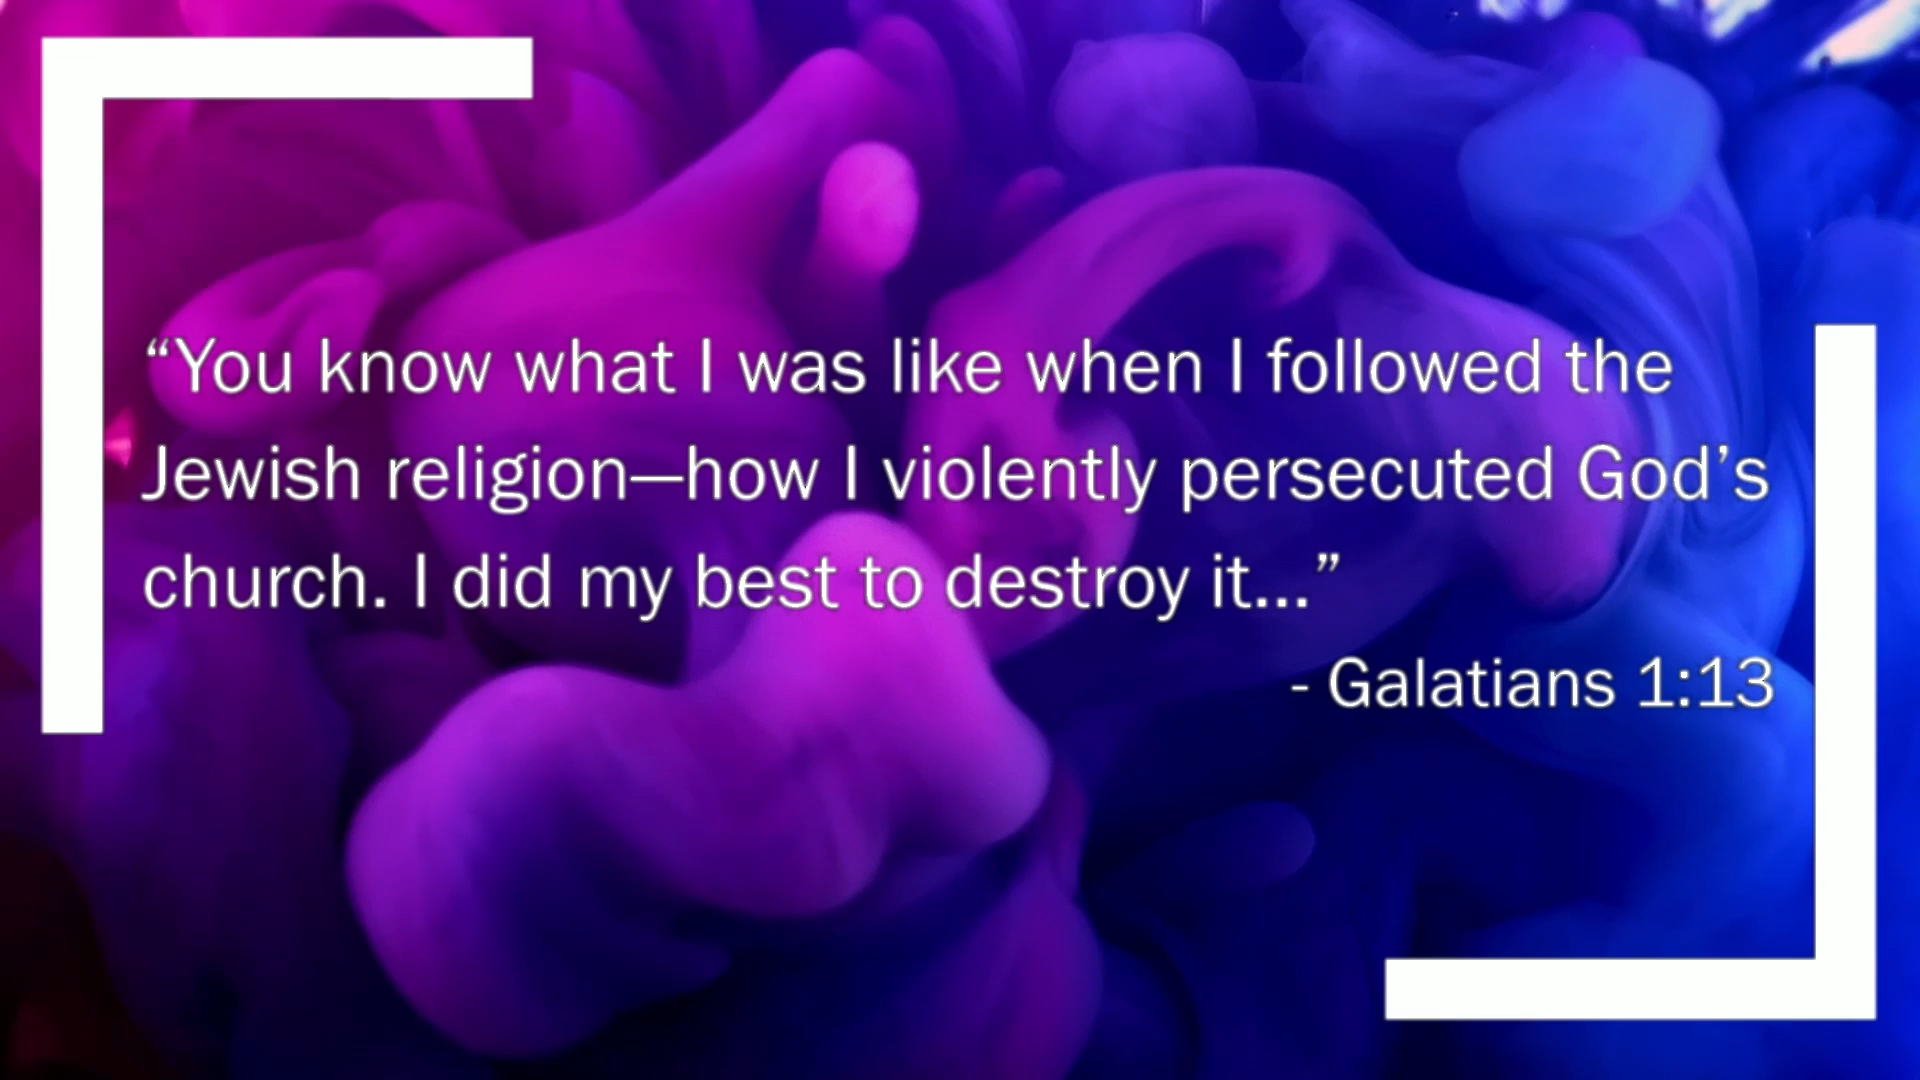 “You know what I was like when I followed the
Jewish religion—how I violently persecuted God’s
church. I did my best to destroy it…”
- Galatians 1:13